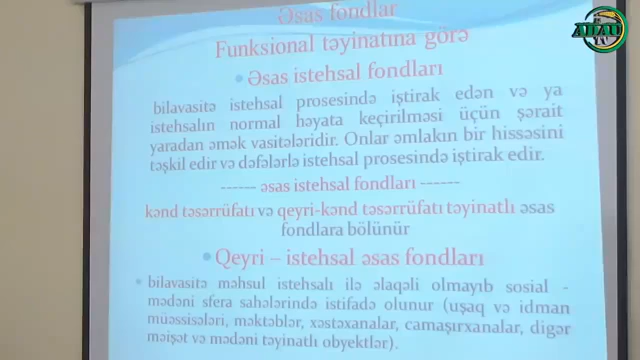 Əsas fondlar
Funksional təyinatına görə
Əsas istehsal fondları
bilavasitə istehsal prosesində iştirak edən və ya
istehsalın normal həyata keçirilməsi üçün şərait
yaradan əmək vasitələridir. Onlar əmlakın bir hissəsini
təşkil edir və dəfələrlə istehsal prosesində iştirak edir.
------ əsas istehsal fondları ------
kənd təsərrüfatı və qeyri-kənd təsərrüfatı təyinatlı əsas
fondlara bölünür
Qeyri – istehsal əsas fondları
bilavasitə məhsul istehsalı ilə əlaqəli olmayıb sosial -
mədəni sfera sahələrində istifadə olunur (uşaq və idman
müəssisələri, məktəblər, xəstəxanalar, camaşırxanalar, digər
məişət və mədəni təyinatlı obyektlər).
ADAU
TV